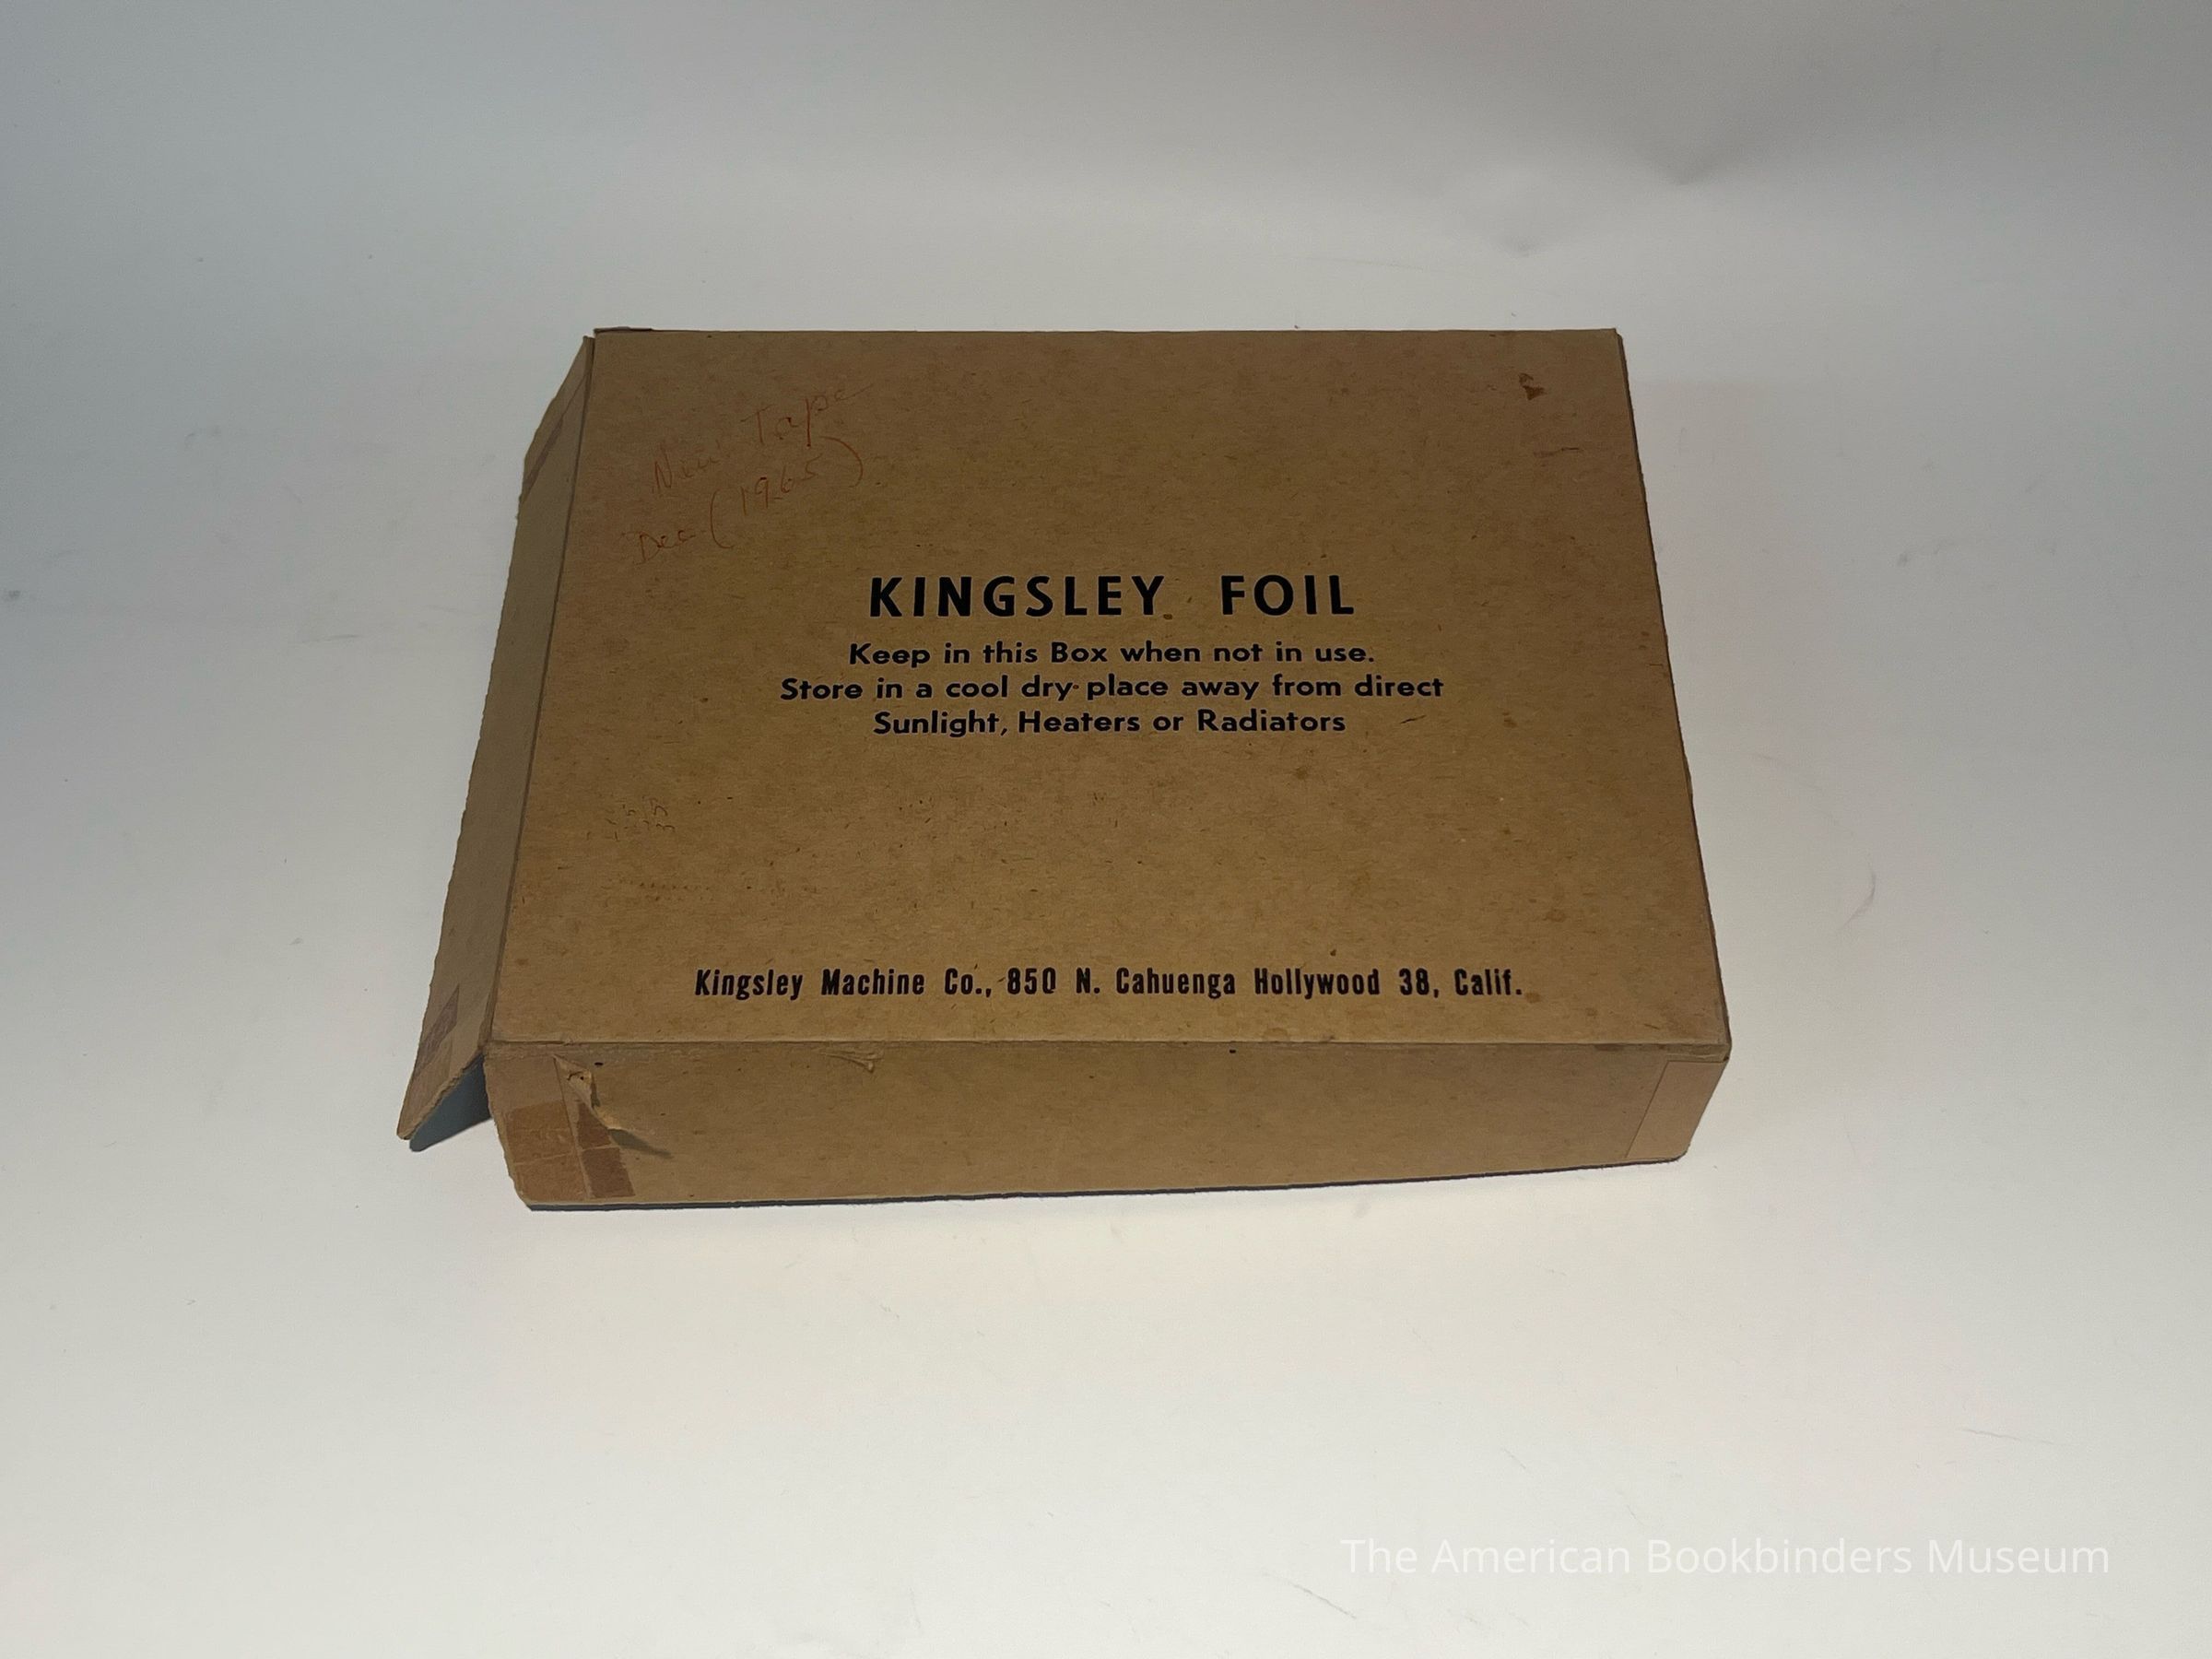 New Tape
Dec (1965)
KINGSLEY FOIL
Keep in this Box when not in use.
Store in a cool dry place away from direct
Sunlight, Heaters or Radiators
Kingsley Machine Co., 850 N. Cahuenga Hollywood 38, Calif.
The American Bookbinders Museum